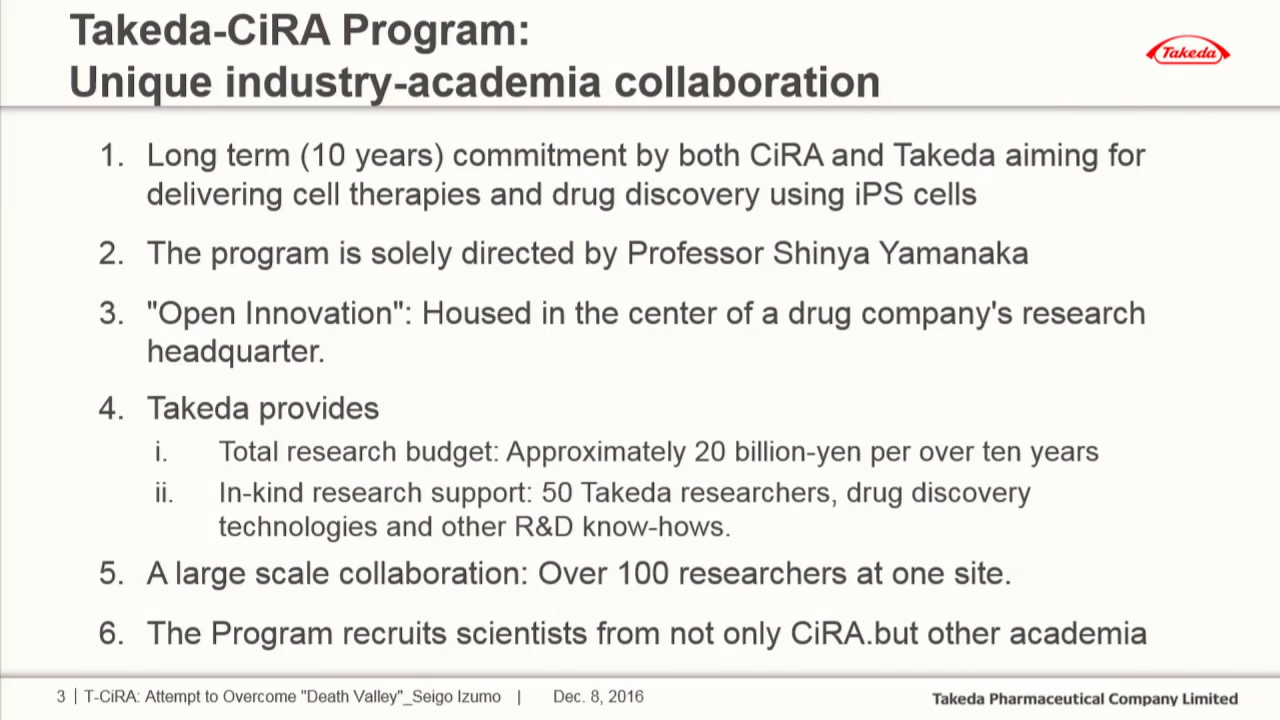 Takeda-CiRA Program:
Unique industry-academia collaboration
Takeda
1. Long term (10 years) commitment by both CiRA and Takeda aiming for
delivering cell therapies and drug discovery using iPS cells
2. The program is solely directed by Professor Shinya Yamanaka
3. "Open Innovation": Housed in the center of a drug company's research
headquarter.
4. Takeda provides
i. Total research budget: Approximately 20 billion-yen per over ten years
ii. In-kind research support: 50 Takeda researchers, drug discovery
technologies and other R&D know-hows.
5. A large scale collaboration: Over 100 researchers at one site.
6. The Program recruits scientists from not only CiRA.but other academia
3 | T-CiRA: Attempt to Overcome "Death Valley"_Seigo Izumo | Dec. 8, 2016
Takeda Pharmaceutical Company Limited